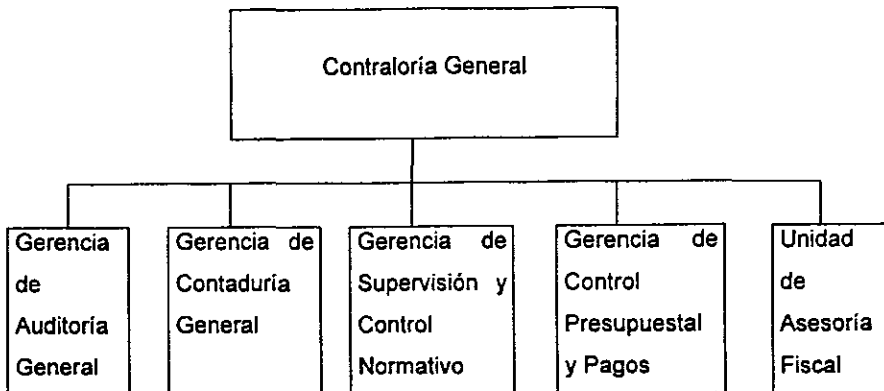 Contraloría General
Gerencia
de
Auditoría
General
Gerencia de
Contaduría
General
Gerencia de
Supervisión y
Control
Normativo
Gerencia de
Control
Presupuestal
y Pagos
Unidad
de
Asesoría
Fiscal